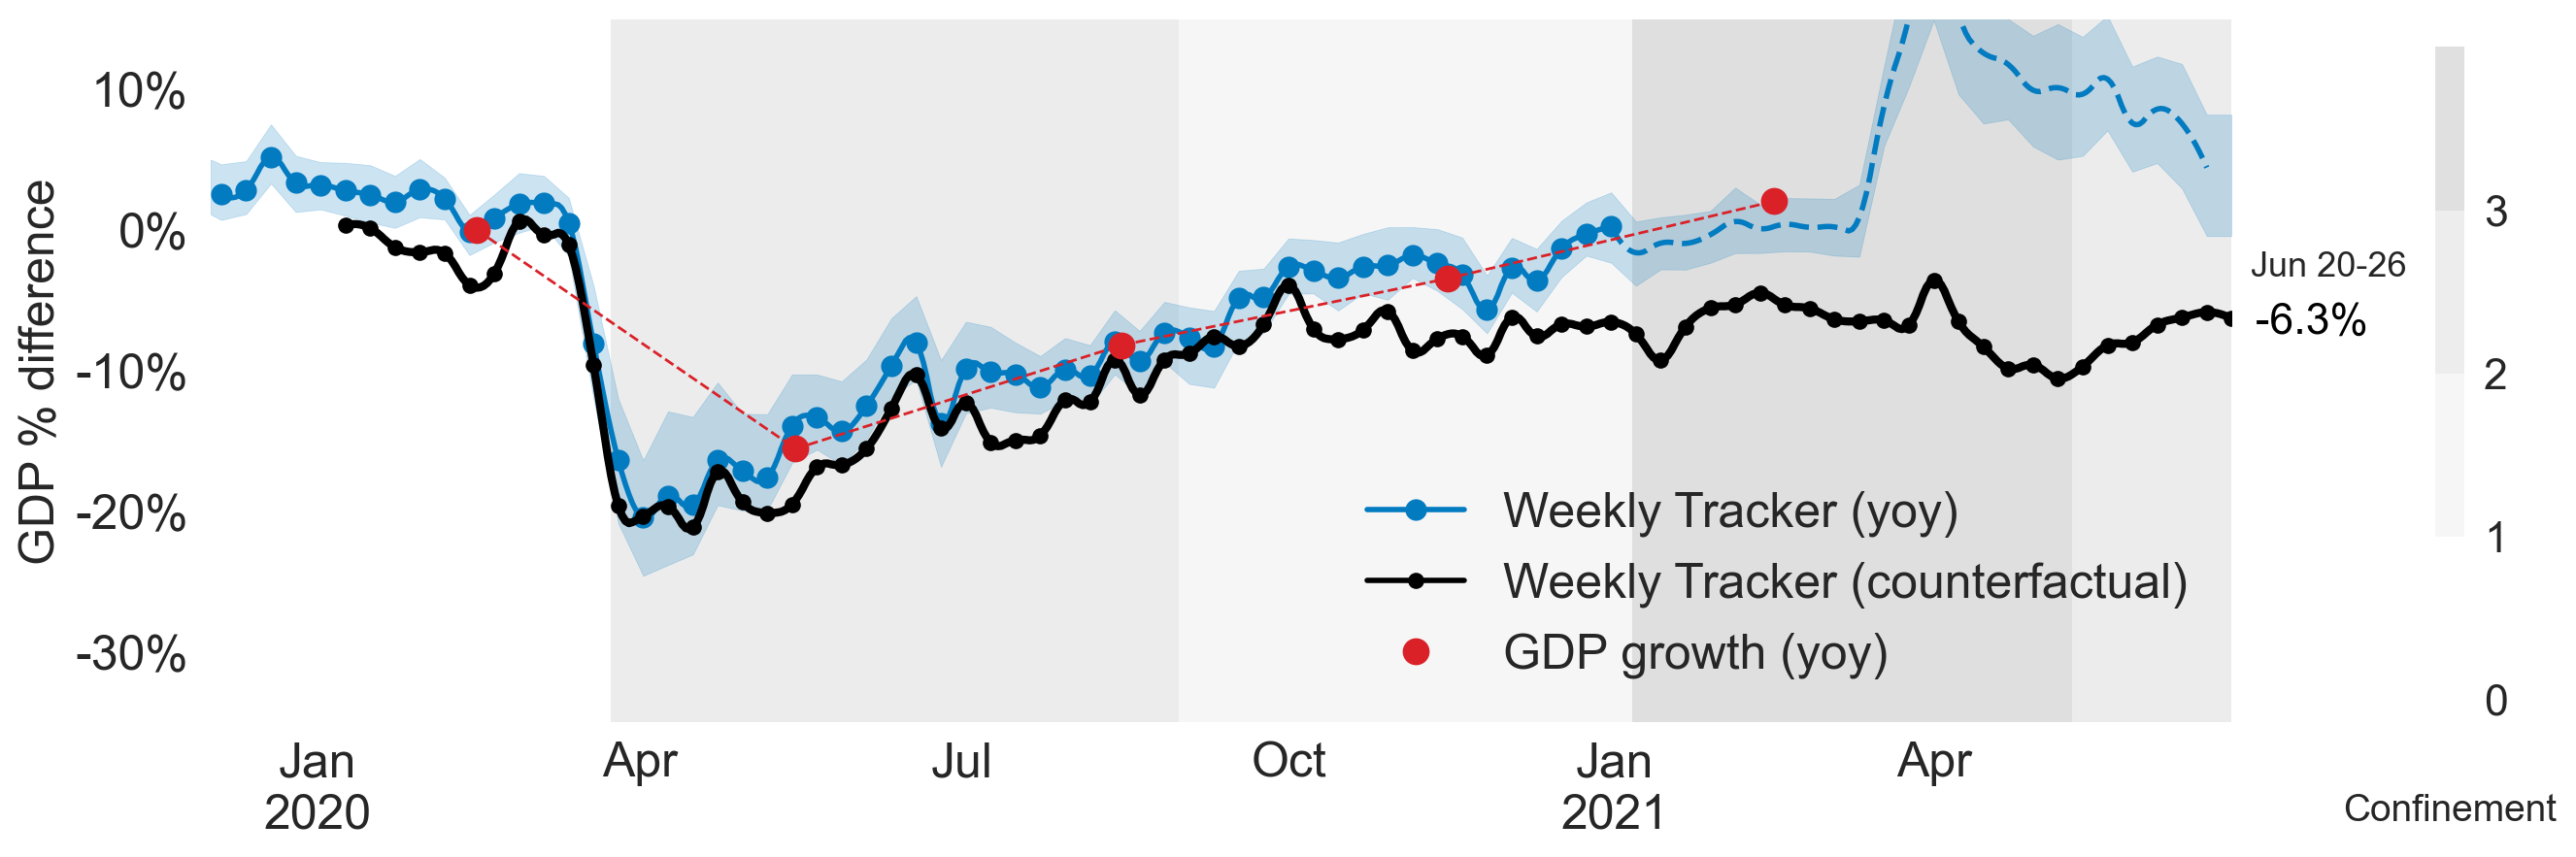 GDP % difference
10%
0%
-10%
-20%
-30%
Jan
2020
Apr
Jul
Oct
Jan
2021
Apr
Weekly Tracker (yoy)
Weekly Tracker (counterfactual)
GDP growth (yoy)
Jun 20-26
-6.3%
3
2
1
0
Confinement